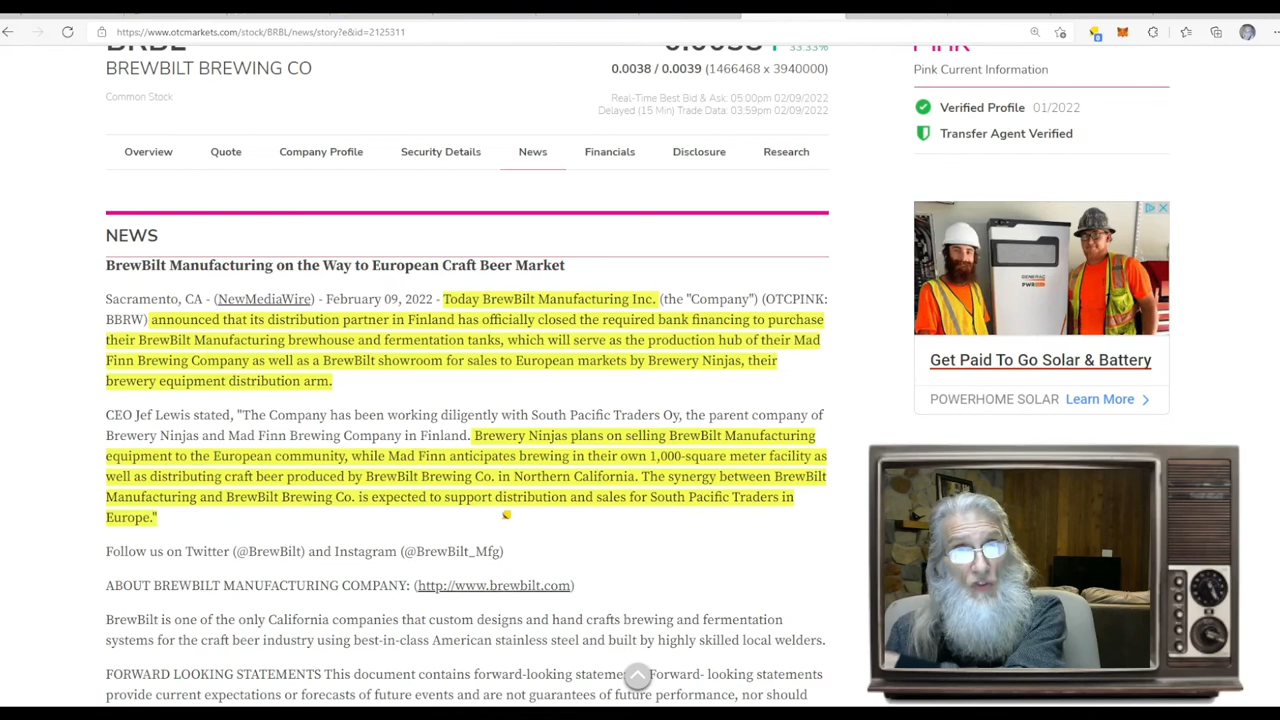 https://www.otcmarkets.com/stock/BRBL/news/story?e&id=2125311
BREWBILT BREWING CO
Common Stock
33.33%
0.0038 / 0.0039 (1466468 x 3940000)
Real-Time Best Bid & Ask: 05:00pm 02/09/2022
Delayed (15 Min) Trade Data: 03:59pm 02/09/2022
Pink Current Information
Verified Profile 01/2022
Transfer Agent Verified
Overview Quote Company Profile Security Details News Financials Disclosure Research
NEWS
BrewBilt Manufacturing on the Way to European Craft Beer Market
Sacramento, CA - (NewMediaWire) - February 09, 2022 - Today BrewBilt Manufacturing Inc. (the "Company") (OTCPINK:
BBRW) announced that its distribution partner in Finland has officially closed the required bank financing to purchase
their BrewBilt Manufacturing brewhouse and fermentation tanks, which will serve as the production hub of their Mad
Finn Brewing Company as well as a BrewBilt showroom for sales to European markets by Brewery Ninjas, their
brewery equipment distribution arm.
CEO Jef Lewis stated, "The Company has been working diligently with South Pacific Traders Oy, the parent company of
Brewery Ninjas and Mad Finn Brewing Company in Finland. Brewery Ninjas plans on selling BrewBilt Manufacturing
equipment to the European community, while Mad Finn anticipates brewing in their own 1,000-square meter facility as
well as distributing craft beer produced by BrewBilt Brewing Co. in Northern California. The synergy between BrewBilt
Manufacturing and BrewBilt Brewing Co. is expected to support distribution and sales for South Pacific Traders in
Europe."
Follow us on Twitter (@BrewBilt) and Instagram (@BrewBilt_Mfg)
ABOUT BREWBILT MANUFACTURING COMPANY: (http://www.brewbilt.com)
BrewBilt is one of the only California companies that custom designs and hand crafts brewing and fermentation
systems for the craft beer industry using best-in-class American stainless steel and built by highly skilled local welders.
FORWARD LOOKING STATEMENTS This document contains forward-looking Forward- looking statements
provide current expectations or forecasts of future events and are not guarantees of future performance, nor should
GENERAC
PWR
Get Paid To Go Solar & Battery
POWERHOME SOLAR Learn More